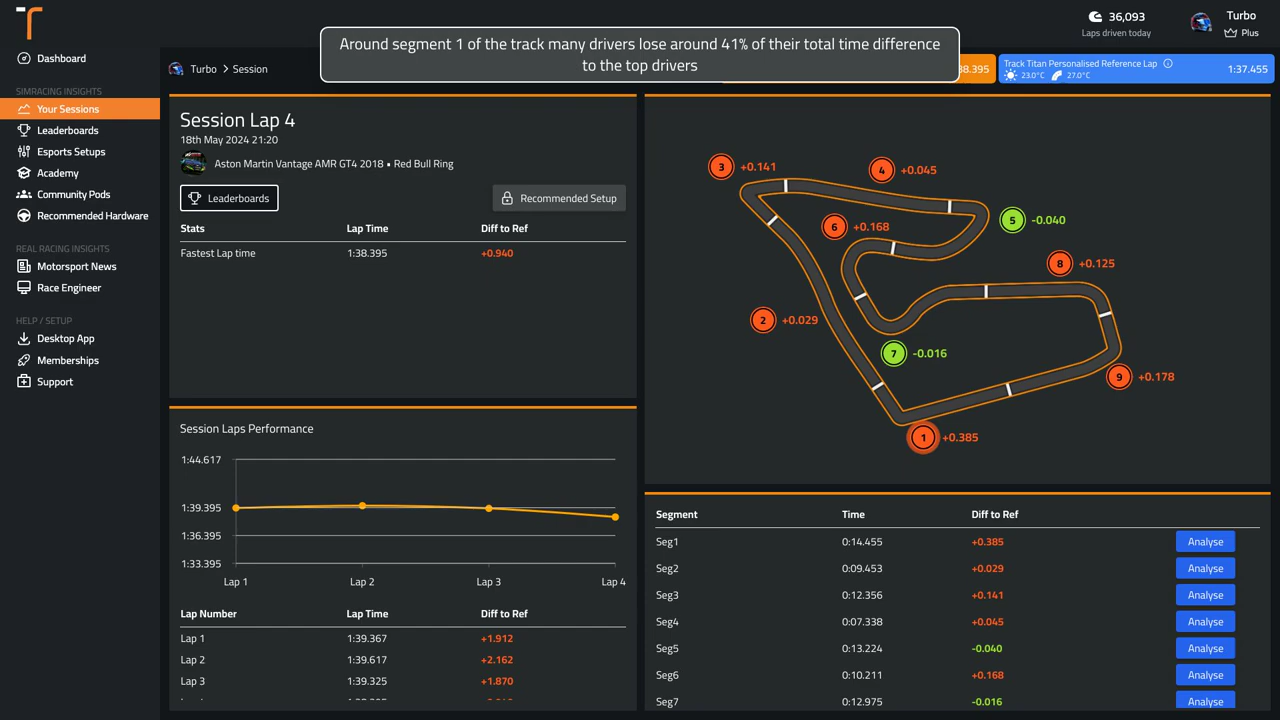 36,093
Laps driven today
Turbo
Plus
Around segment 1 of the track many drivers lose around 41% of their total time difference
to the top drivers
Dashboard
SIMRACING INSIGHTS
Your Sessions
Leaderboards
Esports Setups
Academy
Community Pods
Recommended Hardware
REAL RACING INSIGHTS
Motorsport News
Race Engineer
HELP / SETUP
Desktop App
Memberships
Support
Turbo > Session
Track Titan Personalised Reference Lap
23.0°C 27.0°C
1:37.455
Session Lap 4
18th May 2024 21:20
Aston Martin Vantage AMR GT4 2018 • Red Bull Ring
Leaderboards
Recommended Setup
Stats Lap Time Diff to Ref
Fastest Lap time 1:38.395 +0.940
3 +0.141
4 +0.045
5 -0.040
6 +0.168
8 +0.125
2 +0.029
7 -0.016
9 +0.178
1 +0.385
Session Laps Performance
1:44.617
1:39.395
1:36.395
1:33.395
Lap 1 Lap 2 Lap 3 Lap 4
Lap Number Lap Time Diff to Ref
Lap 1 1:39.367 +1.912
Lap 2 1:39.617 +2.162
Lap 3 1:39.325 +1.870
Segment Time Diff to Ref
Seg1 0:14.455 +0.385 Analyse
Seg2 0:09.453 +0.029 Analyse
Seg3 0:12.356 +0.141 Analyse
Seg4 0:07.338 +0.045 Analyse
Seg5 0:13.224 -0.040 Analyse
Seg6 0:10.211 +0.168 Analyse
Seg7 0:12.975 -0.016 Analyse